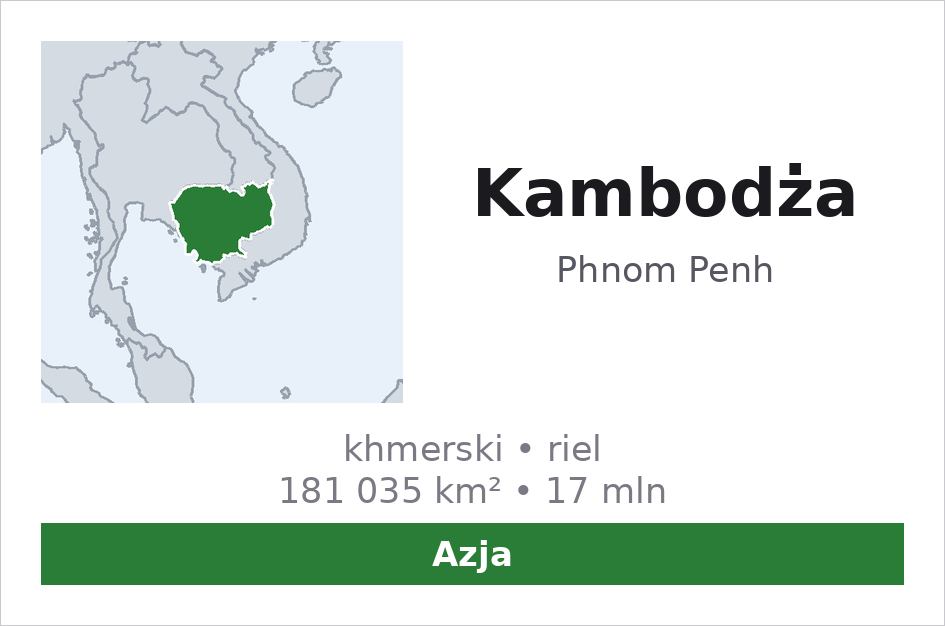 Kambodża
Phnom Penh
khmerski • riel
181 035 km² • 17 mln
Azja